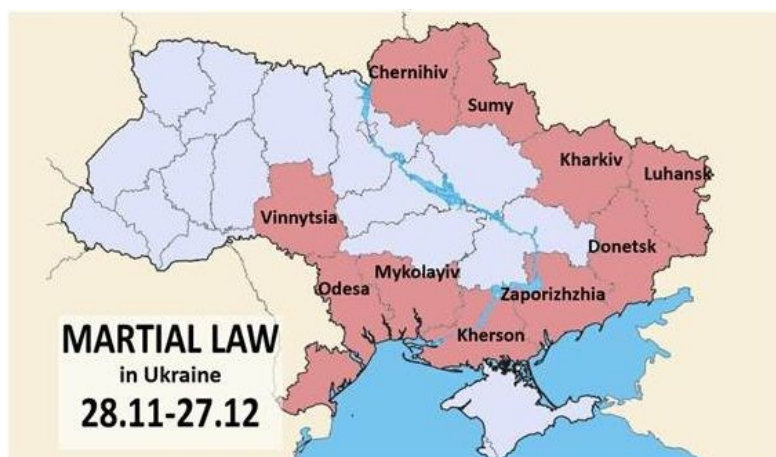 Chernihiv
Sumy
Kharkiv
Luhansk
Vinnytsia
Donetsk
Mykolayiv
Odesa
Zaporizhzhia
Kherson
MARTIAL LAW
in Ukraine
28.11-27.12